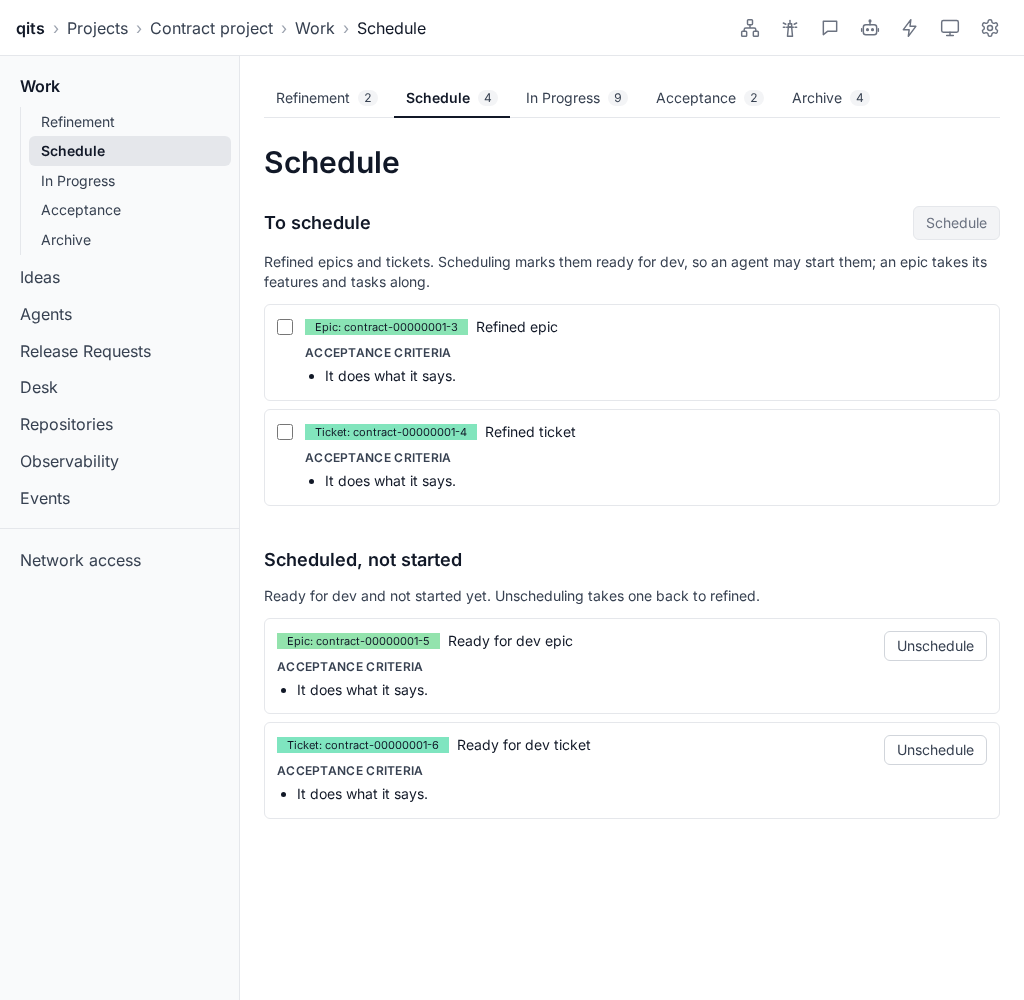 qits › Projects › Contract project › Work › Schedule
Work
Refinement
Schedule
In Progress
Acceptance
Archive
Ideas
Agents
Release Requests
Desk
Repositories
Observability
Events
Network access
Refinement 2 Schedule 4 In Progress 9 Acceptance 2 Archive 4
Schedule
To schedule
Schedule
Refined epics and tickets. Scheduling marks them ready for dev, so an agent may start them; an epic takes its
features and tasks along.
Epic: contract-00000001-3 Refined epic
ACCEPTANCE CRITERIA
• It does what it says.
Ticket: contract-00000001-4 Refined ticket
ACCEPTANCE CRITERIA
• It does what it says.
Scheduled, not started
Ready for dev and not started yet. Unscheduling takes one back to refined.
Epic: contract-00000001-5 Ready for dev epic Unschedule
ACCEPTANCE CRITERIA
• It does what it says.
Ticket: contract-00000001-6 Ready for dev ticket Unschedule
ACCEPTANCE CRITERIA
• It does what it says.